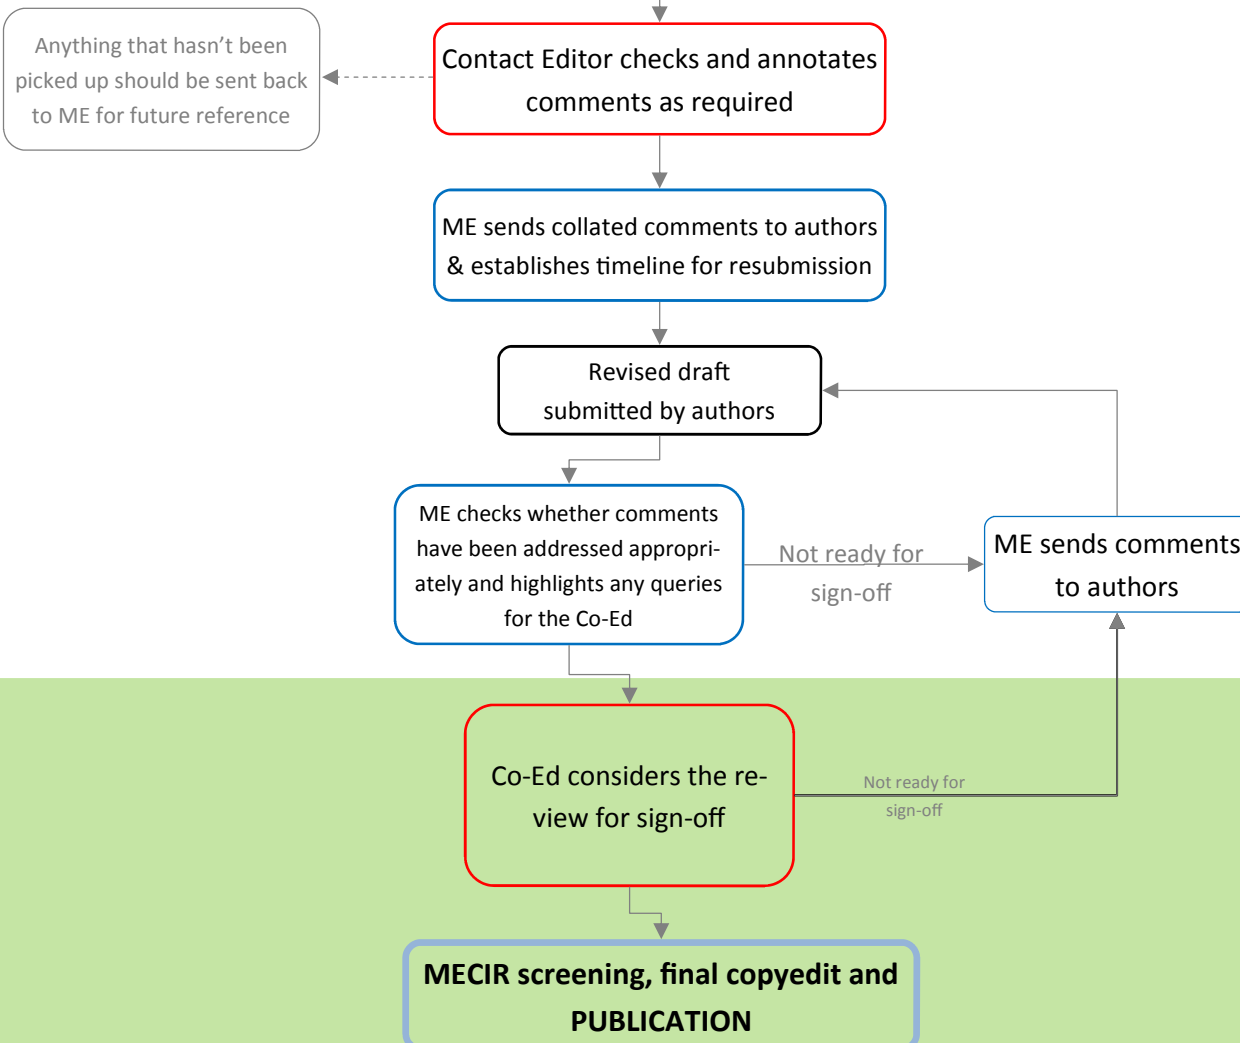 Anything that hasn't been
picked up should be sent back
to ME for future reference
Contact Editor checks and annotates
comments as required
ME sends collated comments to authors
& establishes timeline for resubmission
Revised draft
submitted by authors
ME checks whether comments
have been addressed appropri-
ately and highlights any queries
for the Co-Ed
Not ready for
sign-off
ME sends comments
to authors
Co-Ed considers the re-
view for sign-off
Not ready for
sign-off
MECIR screening, final copyedit and
PUBLICATION